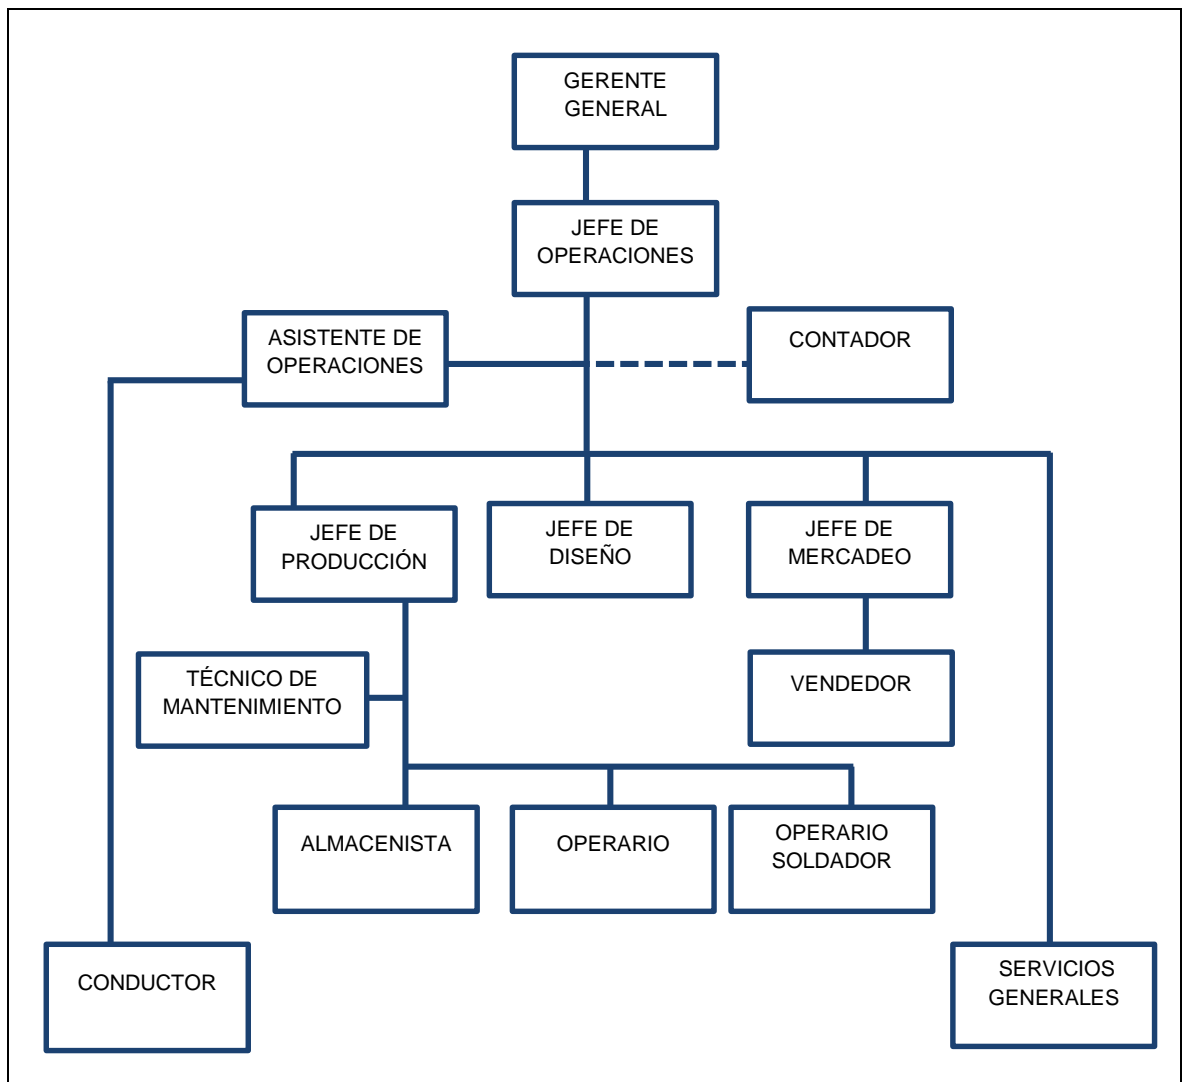 GERENTE
GENERAL
JEFE DE
OPERACIONES
ASISTENTE DE
OPERACIONES
CONTADOR
JEFE DE
PRODUCCIÓN
JEFE DE
DISEÑO
JEFE DE
MERCADEO
TÉCNICO DE
MANTENIMIENTO
VENDEDOR
ALMACENISTA
OPERARIO
OPERARIO
SOLDADOR
CONDUCTOR
SERVICIOS
GENERALES